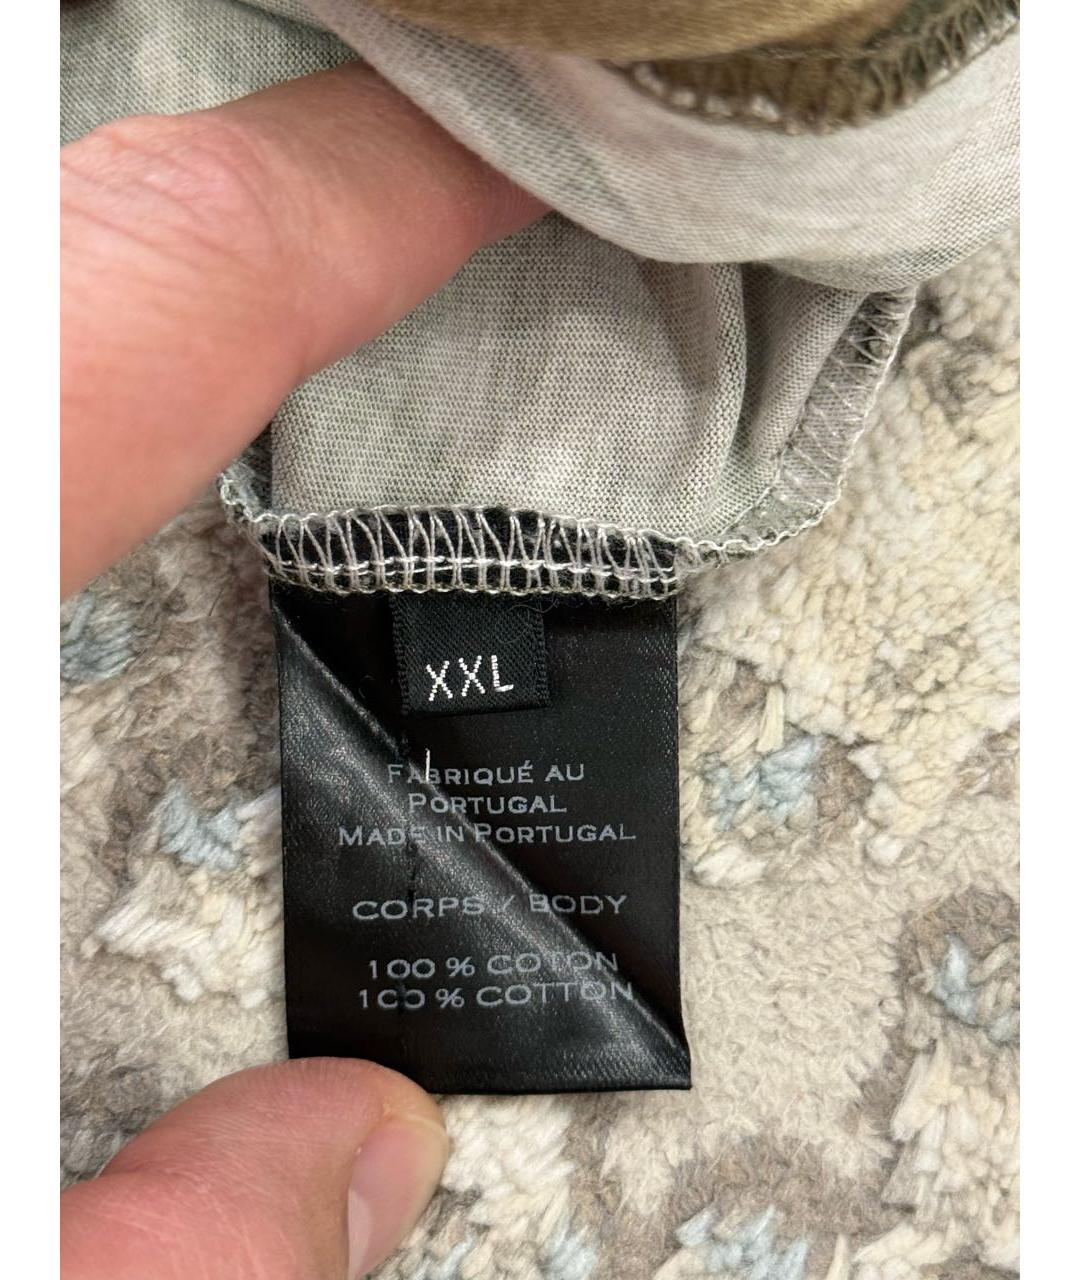 XXL
FABRIQUÉ AU
PORTUGAL
MADE IN PORTUGAL
CORPS / BODY
100 % COTON
100 % COTTON